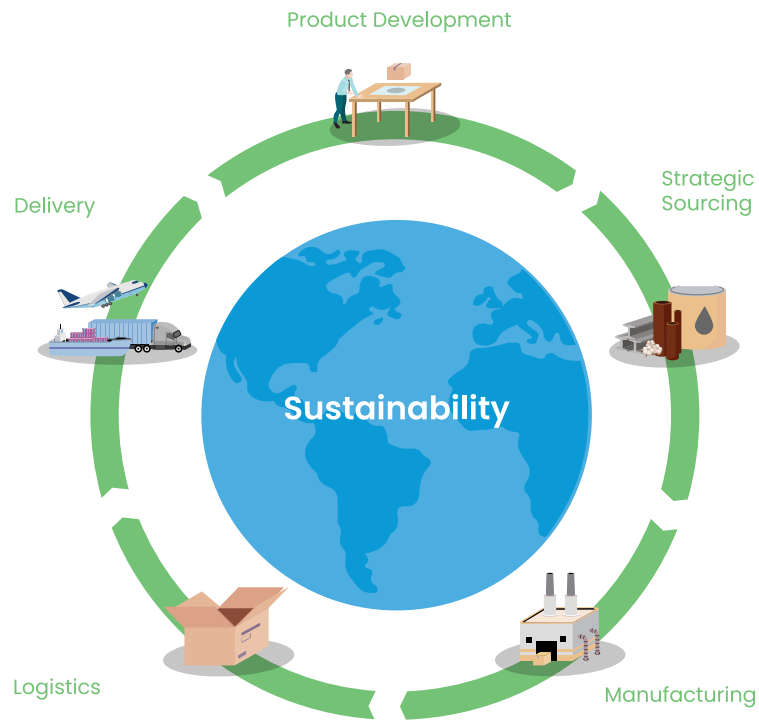 Product Development
Strategic
Sourcing
Delivery
Sustainability
Logistics
Manufacturing